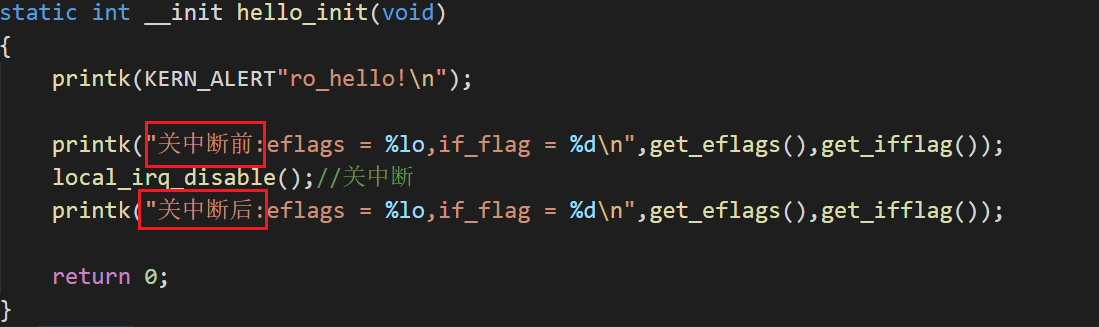 static int __init hello_init(void)
{
    printk(KERN_ALERT"ro_hello!\n");
    printk("关中断前:eflags = %lo,if_flag = %d\n",get_eflags(),get_ifflag());
    local_irq_disable();//关中断
    printk("关中断后:eflags = %lo,if_flag = %d\n",get_eflags(),get_ifflag());
    return 0;
}